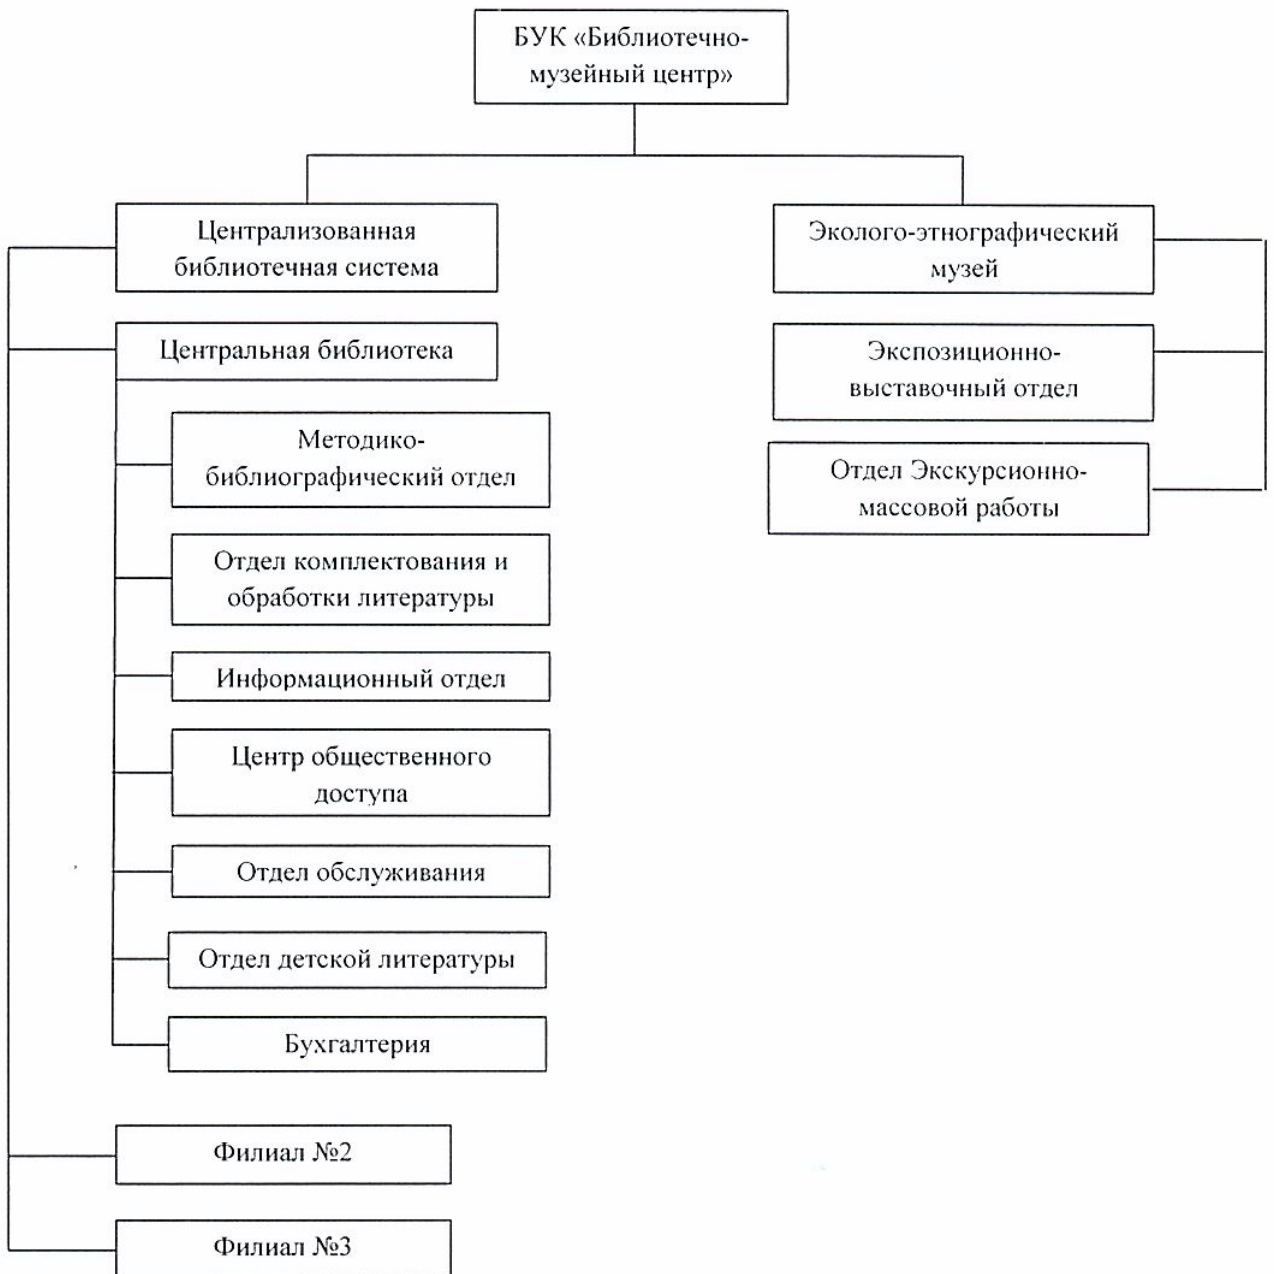 БУК «Библиотечно-
музейный центр»
Централизованная
библиотечная система
Центральная библиотека
Методико-
библиографический отдел
Отдел комплектования и
обработки литературы
Информационный отдел
Центр общественного
доступа
Отдел обслуживания
Отдел детской литературы
Бухгалтерия
Филиал №2
Филиал №3
Эколого-этнографический
музей
Экспозиционно-
выставочный отдел
Отдел Экскурсионно-
массовой работы